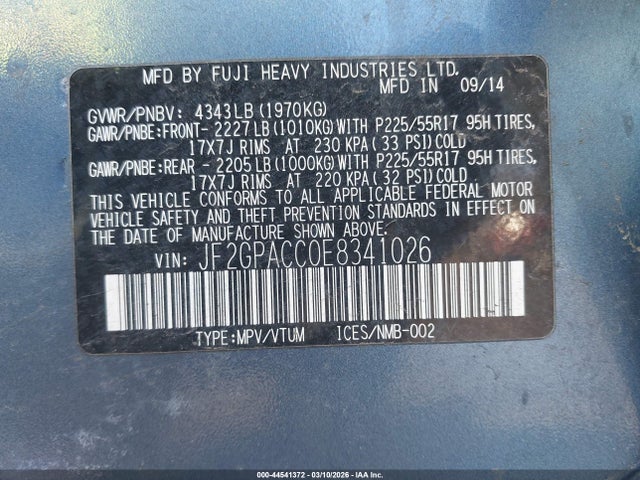 MFD BY FUJI HEAVY INDUSTRIES LTD.
MFD IN 09/14
GVWR/PNBV: 4343LB (1970KG)
GAWR/PNBE:FRONT- 2227LB (1010KG) WITH P225/55R17 95H TIRES,
17X7J RIMS AT 230 KPA ( 33 PSI) COLD
GAWR/PNBE:REAR - 2205LB (1000KG) WITH P225/55R17 95H TIRES,
17X7J RIMS AT 220 KPA ( 32 PSI) COLD
THIS VEHICLE CONFORMS TO ALL APPLICABLE FEDERAL MOTOR
VEHICLE SAFETY AND THEFT PREVENTION STANDARDS IN EFFECT ON
THE DATE OF MANUFACTURE SHOWN ABOVE.
VIN: JF2GPACC0E8341026
TYPE:MPV/VTUM ICES/NMB-002
000-44541372 - 03/10/2026 - IAA Inc.